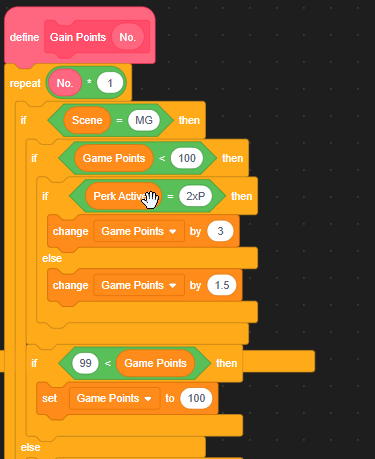 define Gain Points No.
repeat No. * 1
if Scene = MG then
if Game Points < 100 then
if Perk = 2xP then
change Game Points by 3
else
change Game Points by 1.5
if 99 < Game Points then
set Game Points to 100
else